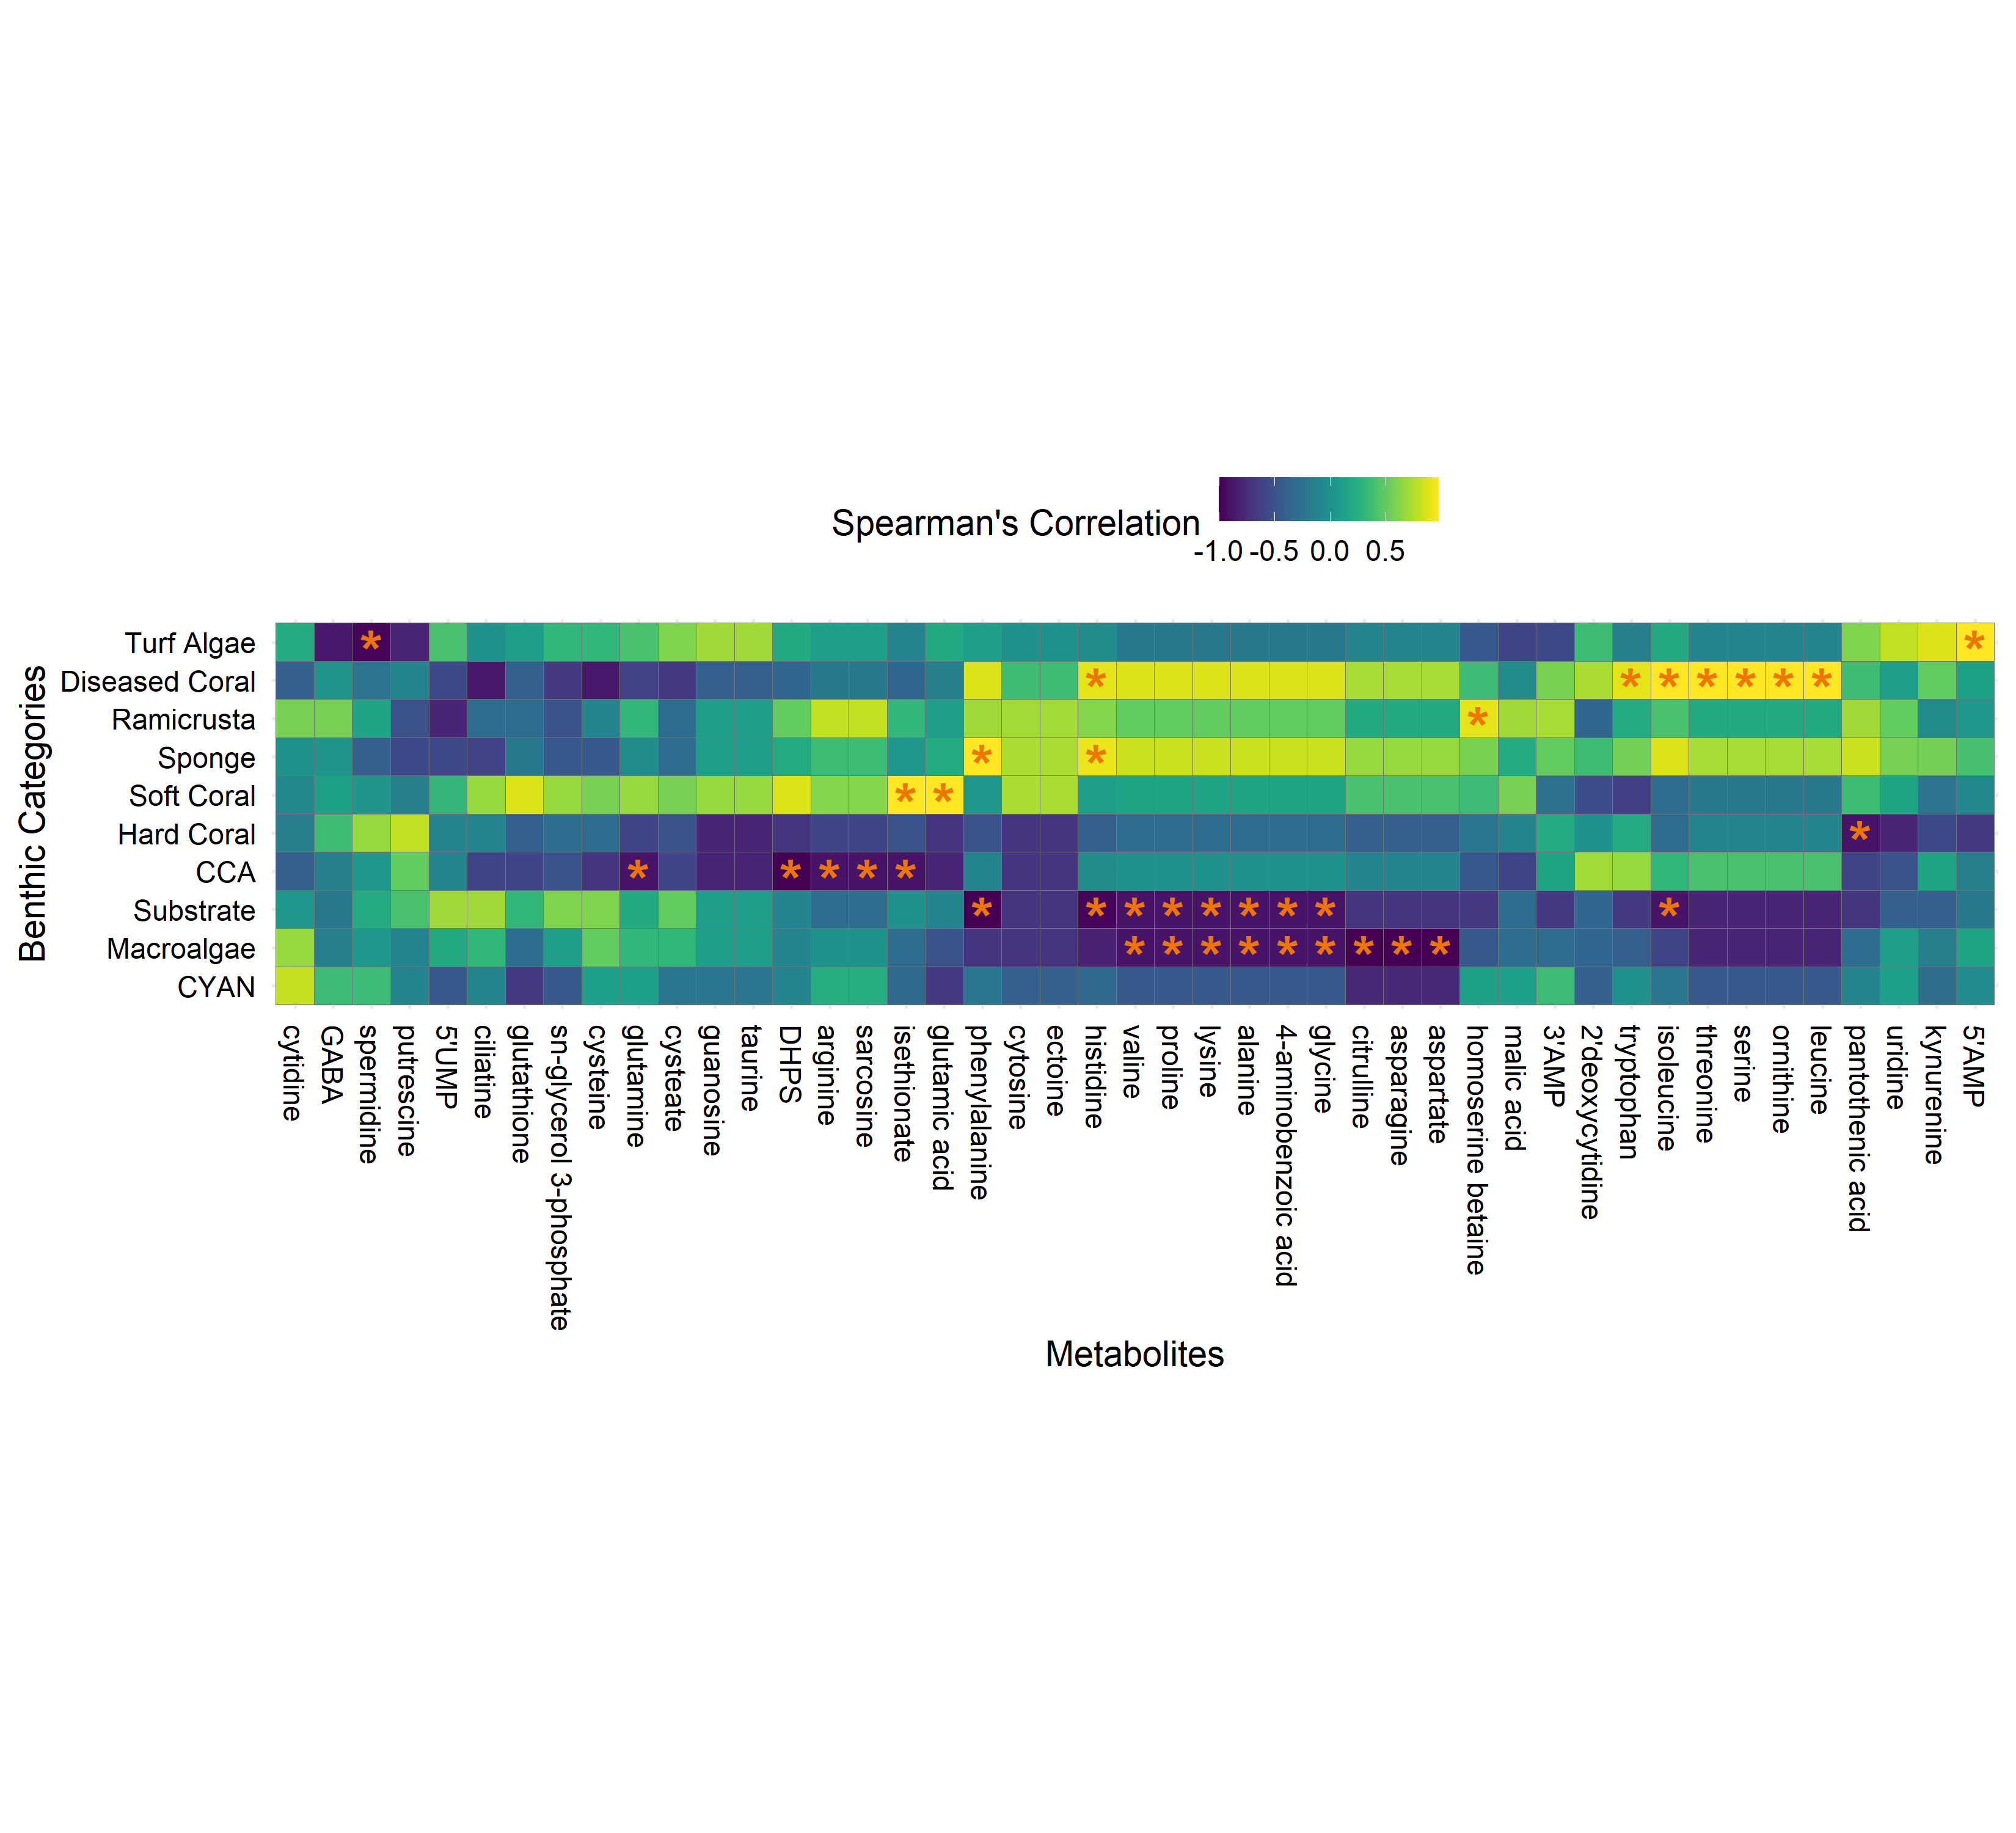 Spearman's Correlation
-1.0 -0.5 0.0 0.5
Benthic Categories
Turf Algae
Diseased Coral
Ramicrusta
Sponge
Soft Coral
Hard Coral
CCA
Substrate
Macroalgae
CYAN
* *
* * * * * * *
*
* *
* *
*
* * * * *
* * * * * * * * *
* * * * * * * * *
cytidine
GABA
spermidine
putrescine
5'UMP
ciliatine
glutathione
sn-glycerol 3-phosphate
cysteine
glutamine
cysteate
guanosine
taurine
DHPS
arginine
sarcosine
isethionate
glutamic acid
phenylalanine
cytosine
ectoine
histidine
valine
proline
lysine
alanine
4-aminobenzoic acid
glycine
citrulline
asparagine
aspartate
homoserine betaine
malic acid
3'AMP
2'deoxycytidine
tryptophan
isoleucine
threonine
serine
ornithine
leucine
pantothenic acid
uridine
kynurenine
5'AMP
Metabolites